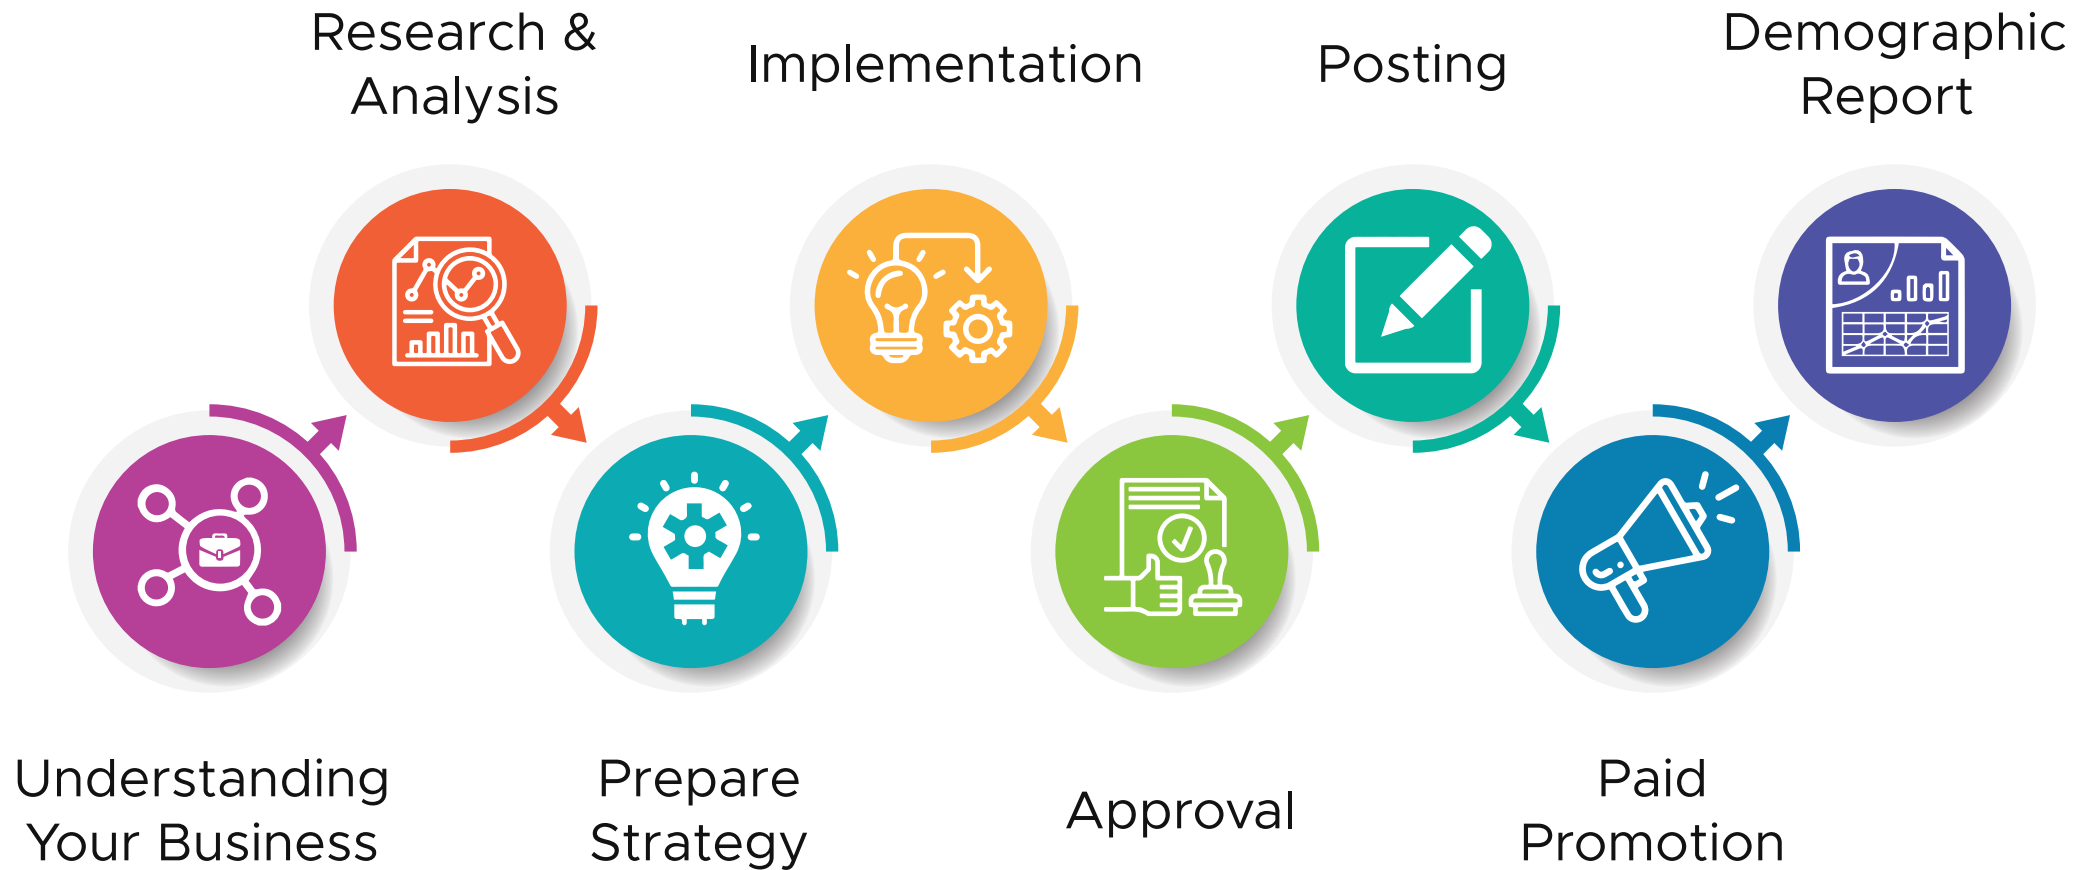 Research &
Analysis
Implementation
Posting
Demographic
Report
Understanding
Your Business
Prepare
Strategy
Approval
Paid
Promotion